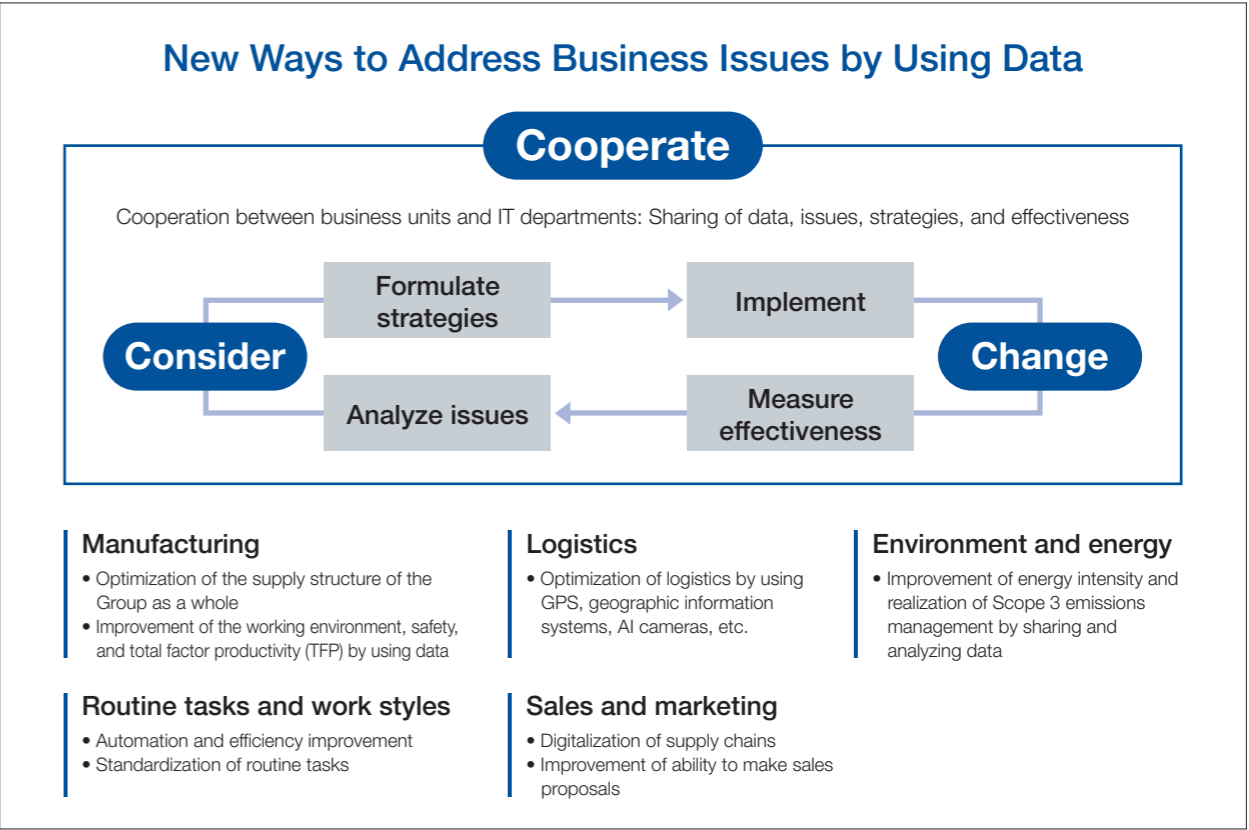 New Ways to Address Business Issues by Using Data
Cooperate
Cooperation between business units and IT departments: Sharing of data, issues, strategies, and effectiveness
Formulate
strategies
Implement
Consider
Change
Analyze issues
Measure
effectiveness
Manufacturing
• Optimization of the supply structure of the
Group as a whole
• Improvement of the working environment, safety,
and total factor productivity (TFP) by using data
Logistics
• Optimization of logistics by using
GPS, geographic information
systems, AI cameras, etc.
Environment and energy
• Improvement of energy intensity and
realization of Scope 3 emissions
management by sharing and
analyzing data
Routine tasks and work styles
• Automation and efficiency improvement
• Standardization of routine tasks
Sales and marketing
• Digitalization of supply chains
• Improvement of ability to make sales
proposals